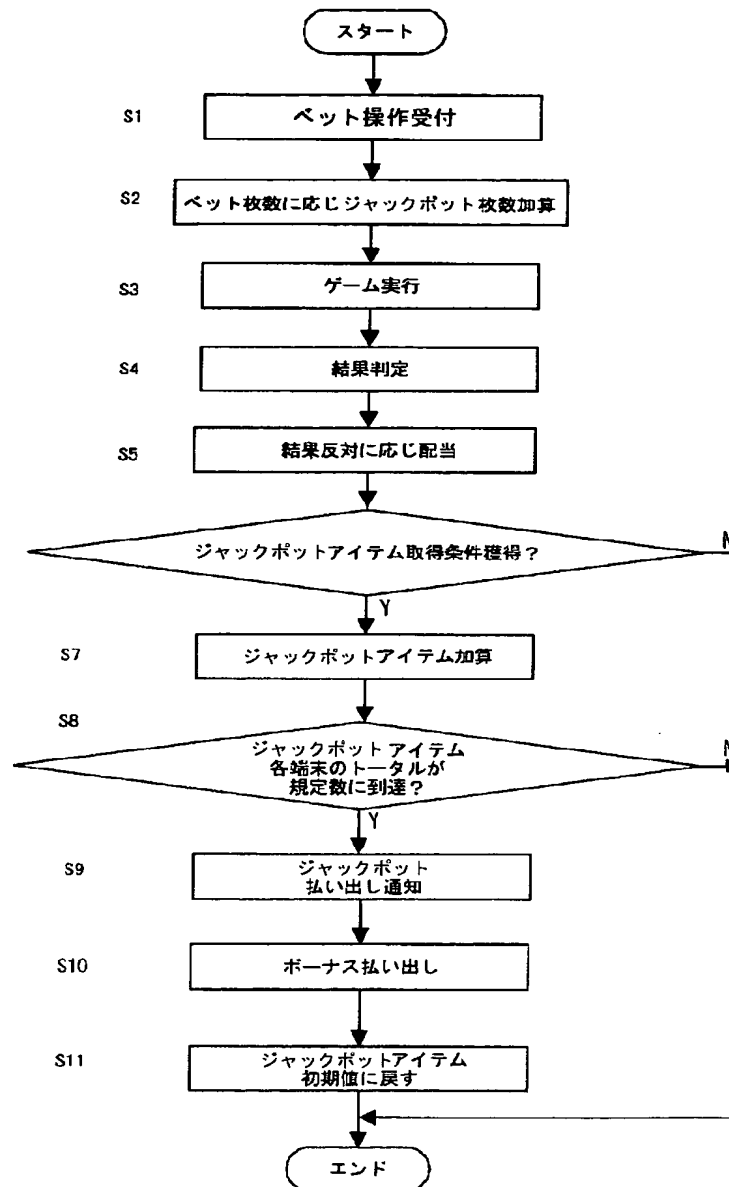 スタート
S1
ベット操作受付
S2
ベット枚数に応じジャックポット枚数加算
S3
ゲーム実行
S4
結果判定
S5
結果反対に応じ配当
ジャックポットアイテム取得条件獲得？
N
Y
S7
ジャックポットアイテム加算
S8
ジャックポットアイテム
各端末のトータルが
規定数に到達？
N
Y
S9
ジャックポット
払い出し通知
S10
ボーナス払い出し
S11
ジャックポットアイテム
初期値に戻す
エンド